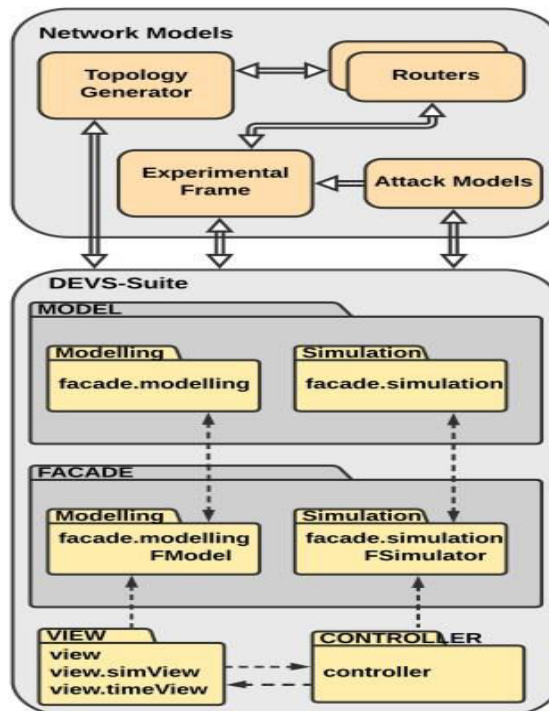 Network Models
Topology
Generator
Routers
Experimental
Frame
Attack Models
DEVS-Suite
MODEL
Modelling
facade.modelling
Simulation
facade.simulation
FACADE
Modelling
facade.modelling
FModel
Simulation
facade.simulation
FSimulator
VIEW
view
view.simView
view.timeView
CONTROLLER
controller